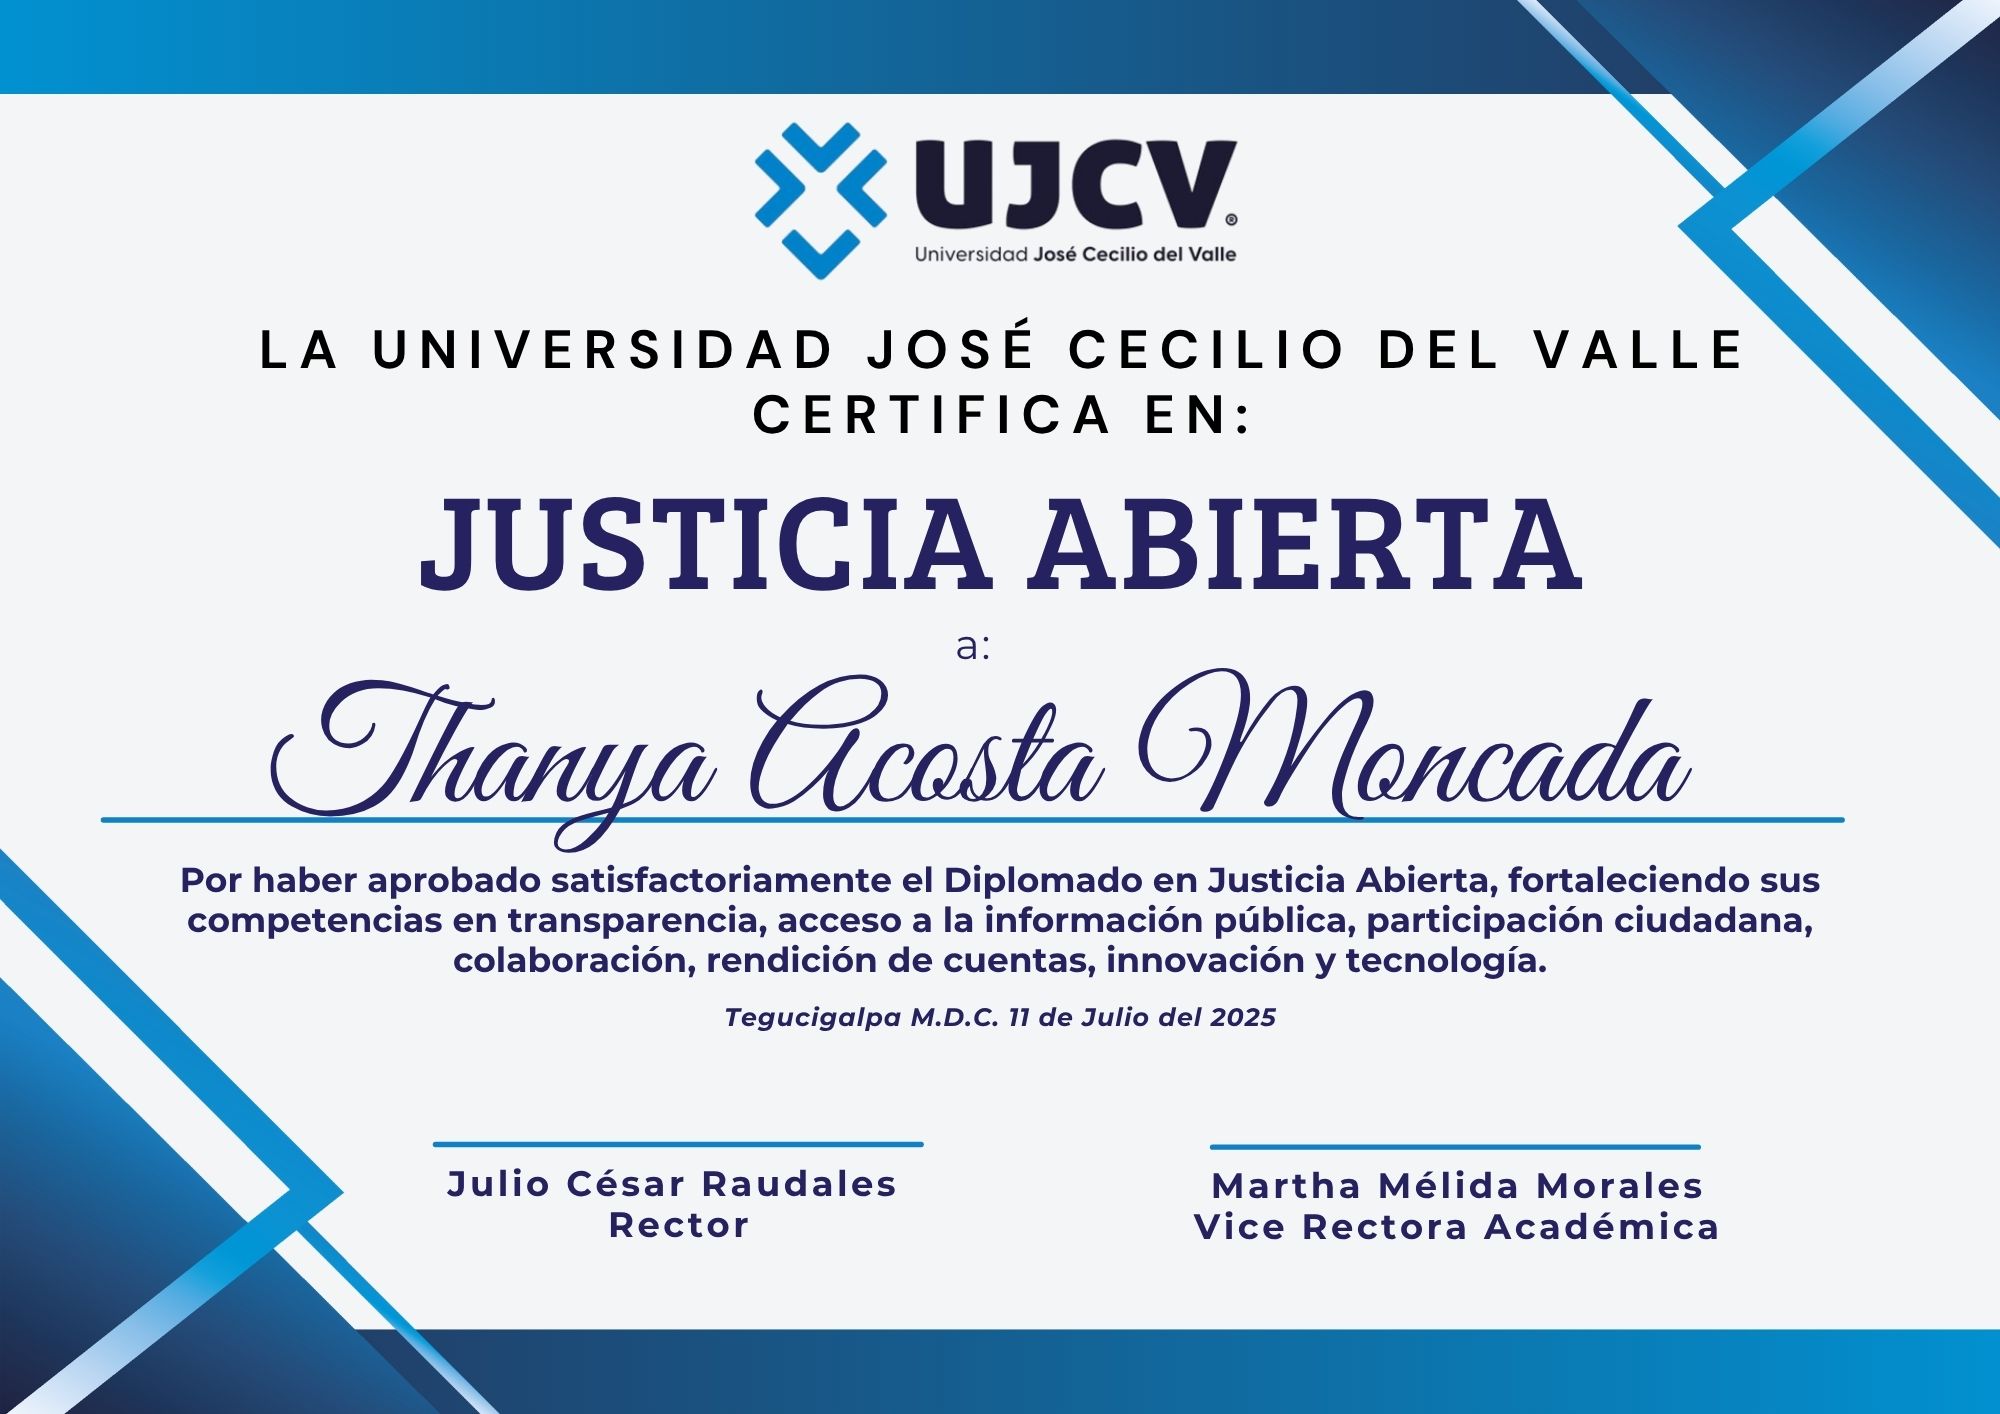 UJCV®
Universidad José Cecilio del Valle
LA UNIVERSIDAD JOSÉ CECILIO DEL VALLE
CERTIFICA EN:
JUSTICIA ABIERTA
a:
Thanya Acosta Moncada
Por haber aprobado satisfactoriamente el Diplomado en Justicia Abierta, fortaleciendo sus
competencias en transparencia, acceso a la información pública, participación ciudadana,
colaboración, rendición de cuentas, innovación y tecnología.
Tegucigalpa M.D.C. 11 de Julio del 2025
Julio César Raudales
Rector
Martha Mélida Morales
Vice Rectora Académica